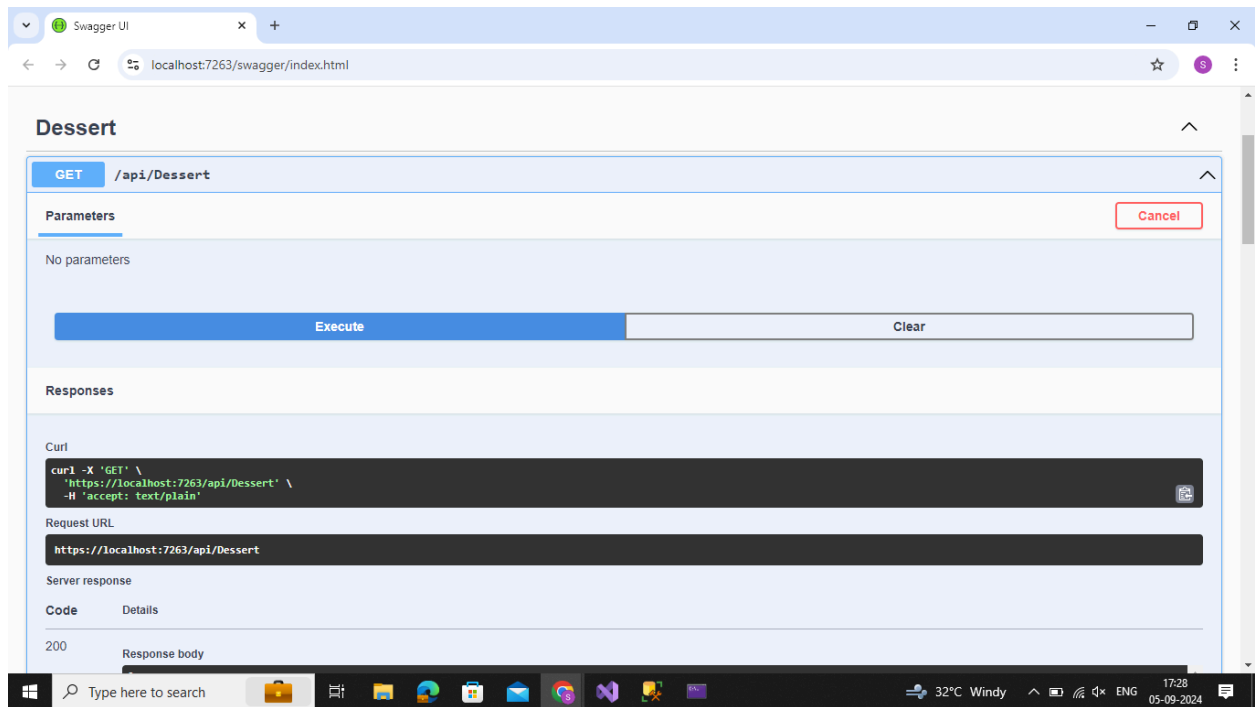 Swagger UI
localhost:7263/swagger/index.html
S
Dessert
GET /api/Dessert
Parameters
Cancel
No parameters
Execute
Clear
Responses
Curl
curl -X 'GET' \
'https://localhost:7263/api/Dessert' \
-H 'accept: text/plain'
Request URL
https://localhost:7263/api/Dessert
Server response
Code Details
200
Response body
Type here to search
32°C Windy
ENG
17:28
05-09-2024